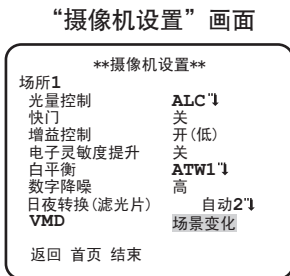 “摄像机设置”画面
**摄像机设置**
场所1
光量控制 ALC
快门 关
增益控制 开(低)
电子灵敏度提升 关
白平衡 ATW1
数字降噪 高
日夜转换(滤光片) 自动2
VMD 场景变化
返回 首页 结束